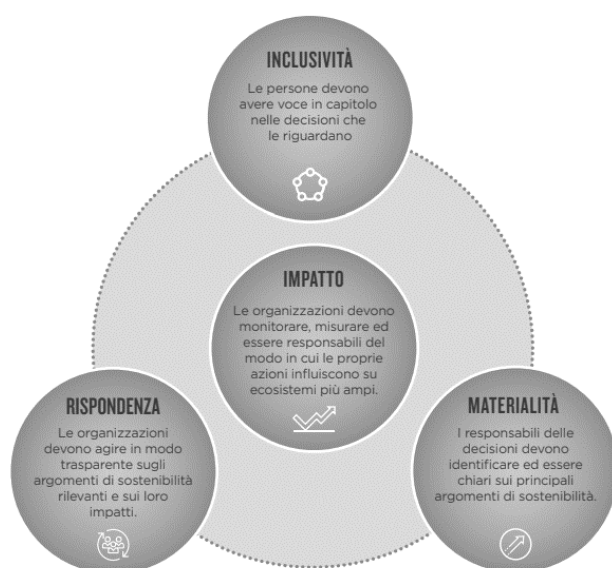 INCLUSIVITÀ
Le persone devono
avere voce in capitolo
nelle decisioni che
le riguardano
IMPATTO
Le organizzazioni devono
monitorare, misurare ed
essere responsabili del
modo in cui le proprie
azioni influiscono su
ecosistemi più ampi.
RISPONDENZA
Le organizzazioni
devono agire in modo
trasparente sugli
argomenti di sostenibilità
rilevanti e sui loro
impatti.
MATERIALITÀ
I responsabili delle
decisioni devono
identificare ed essere
chiari sui principali
argomenti di sostenibilità.